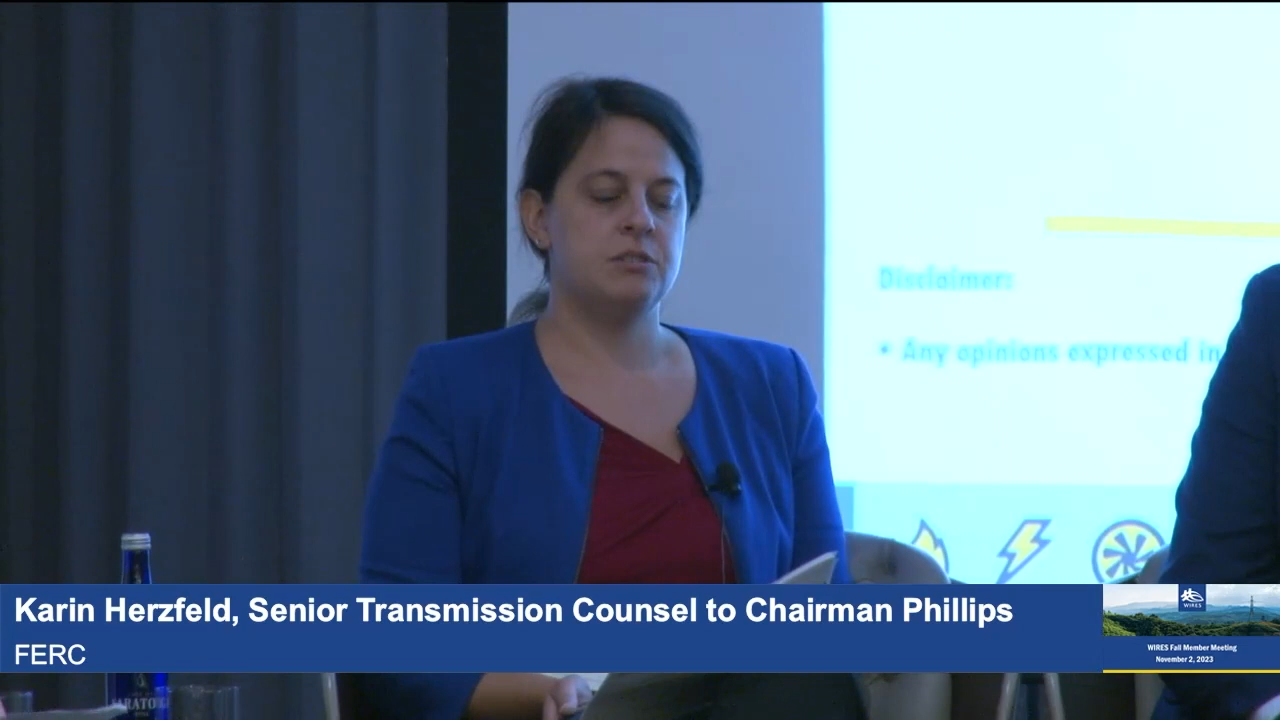 Disclaimer:
• Any opinions expressed in
Karin Herzfeld, Senior Transmission Counsel to Chairman Phillips
FERC
WIRES
WIRES Fall Member Meeting
November 2, 2023
SARATO